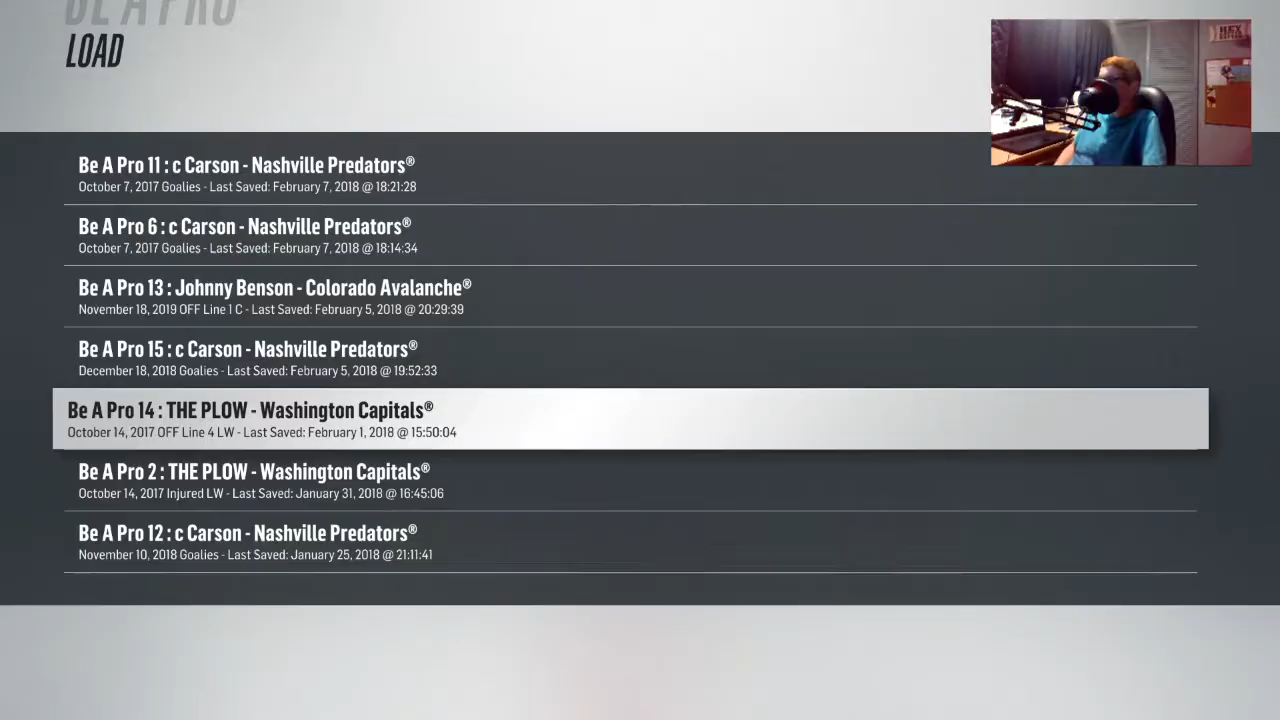 BE A PRO
LOAD
Be A Pro 11 : c Carson - Nashville Predators®
October 7, 2017 Goalies - Last Saved: February 7, 2018 @ 18:21:28
Be A Pro 6 : c Carson - Nashville Predators®
October 7, 2017 Goalies - Last Saved: February 7, 2018 @ 18:14:34
Be A Pro 13 : Johnny Benson - Colorado Avalanche®
November 18, 2019 OFF Line 1 C - Last Saved: February 5, 2018 @ 20:29:39
Be A Pro 15 : c Carson - Nashville Predators®
December 18, 2018 Goalies - Last Saved: February 5, 2018 @ 19:52:33
Be A Pro 14 : THE PLOW - Washington Capitals®
October 14, 2017 OFF Line 4 LW - Last Saved: February 1, 2018 @ 15:50:04
Be A Pro 2 : THE PLOW - Washington Capitals®
October 14, 2017 Injured LW - Last Saved: January 31, 2018 @ 16:45:06
Be A Pro 12 : c Carson - Nashville Predators®
November 10, 2018 Goalies - Last Saved: January 25, 2018 @ 21:11:41